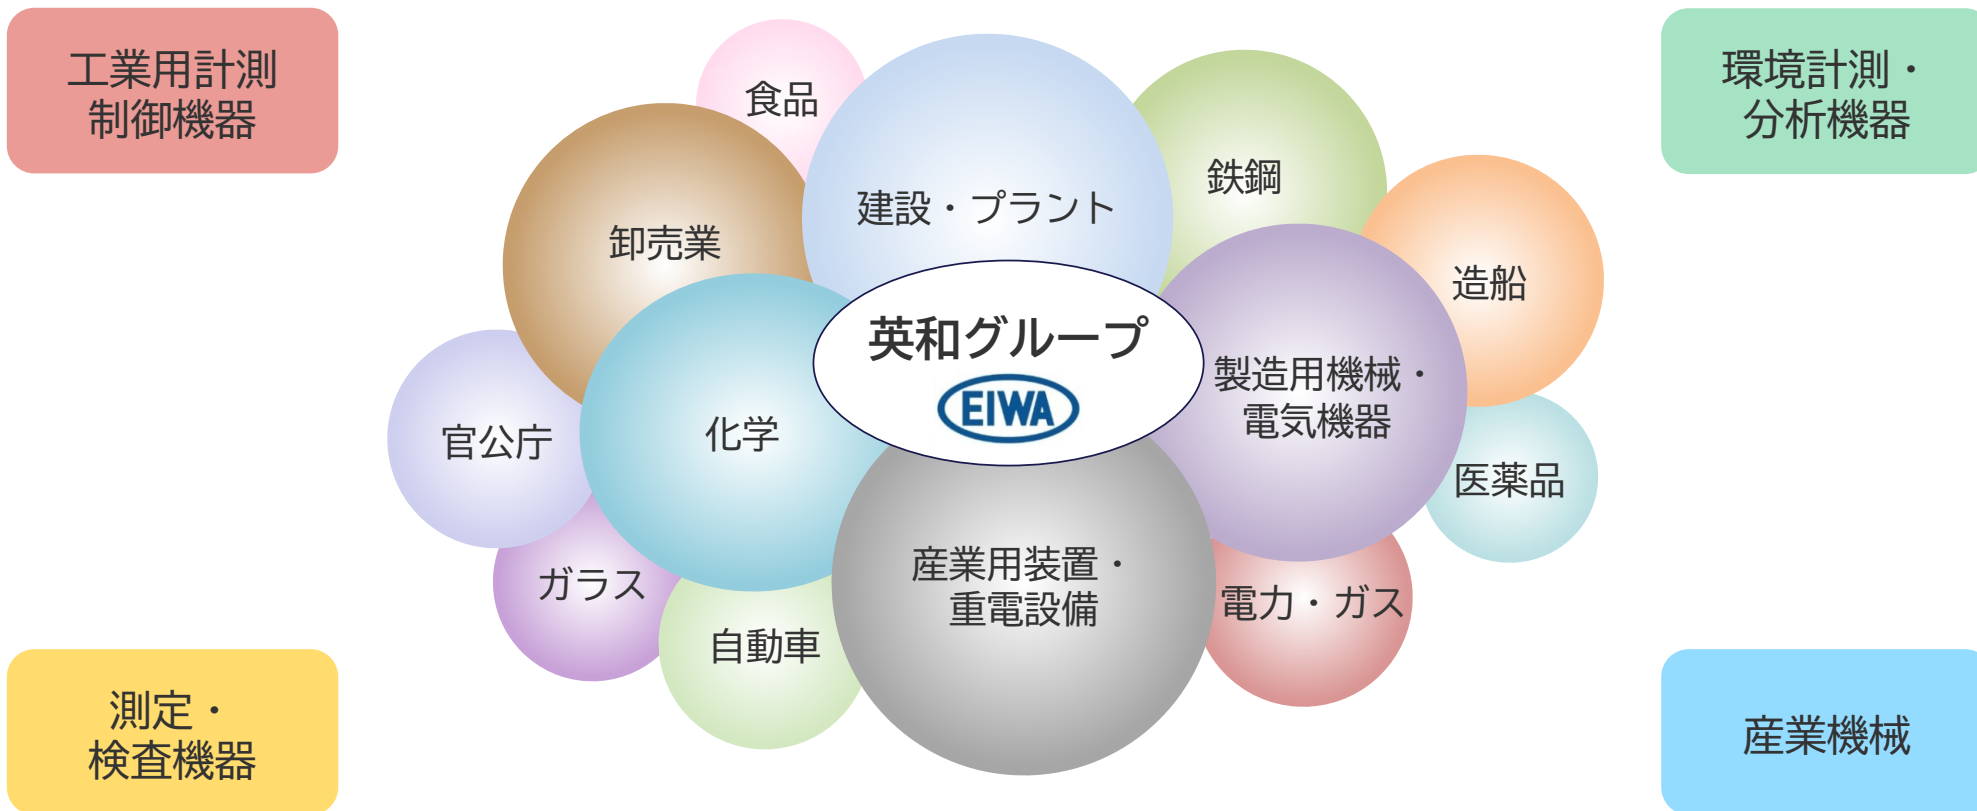 工業用計測
制御機器
環境計測・
分析機器
食品
建設・プラント
鉄鋼
卸売業
造船
英和グループ
EIWA
製造用機械・
電気機器
官公庁
化学
医薬品
産業用装置・
重電設備
ガラス
電力・ガス
自動車
測定・
検査機器
産業機械